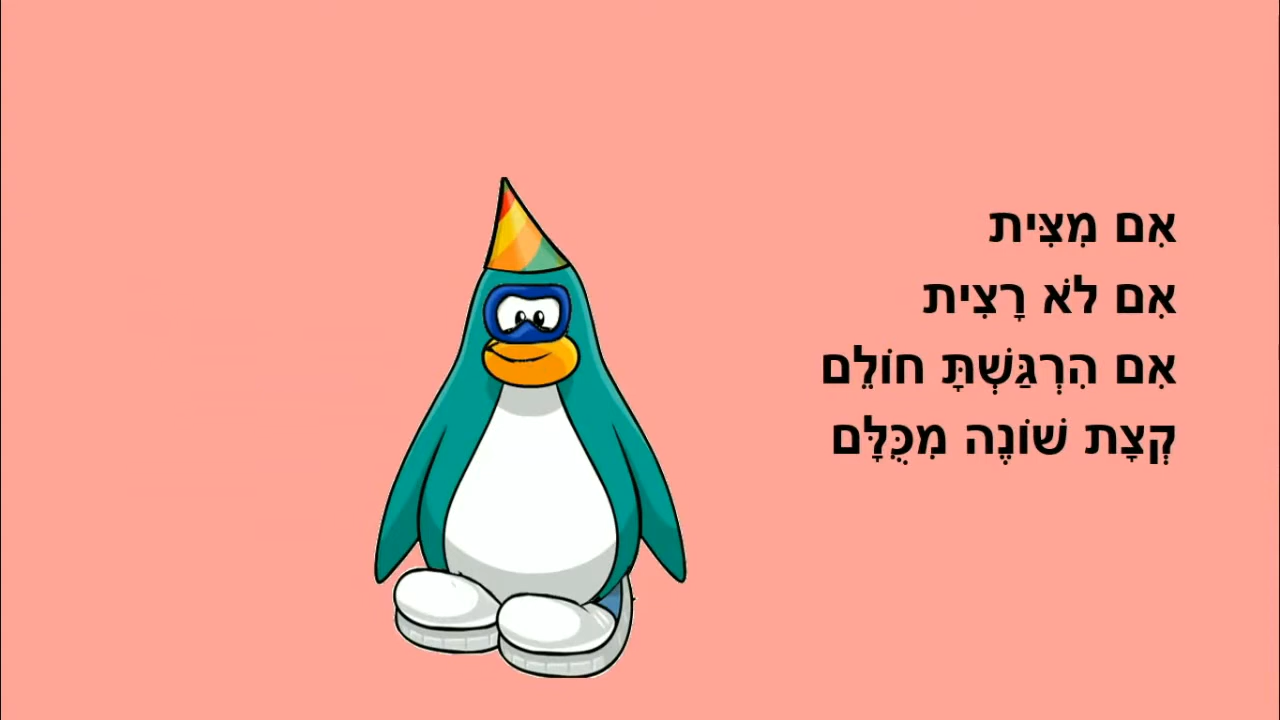 אִם מִצִּית
אִם לֹא רָצִית
אִם הִרְגַּשְׁתָּ חוֹלֵם
קְצָת שׁוֹנֶה מִכֻּלָּם